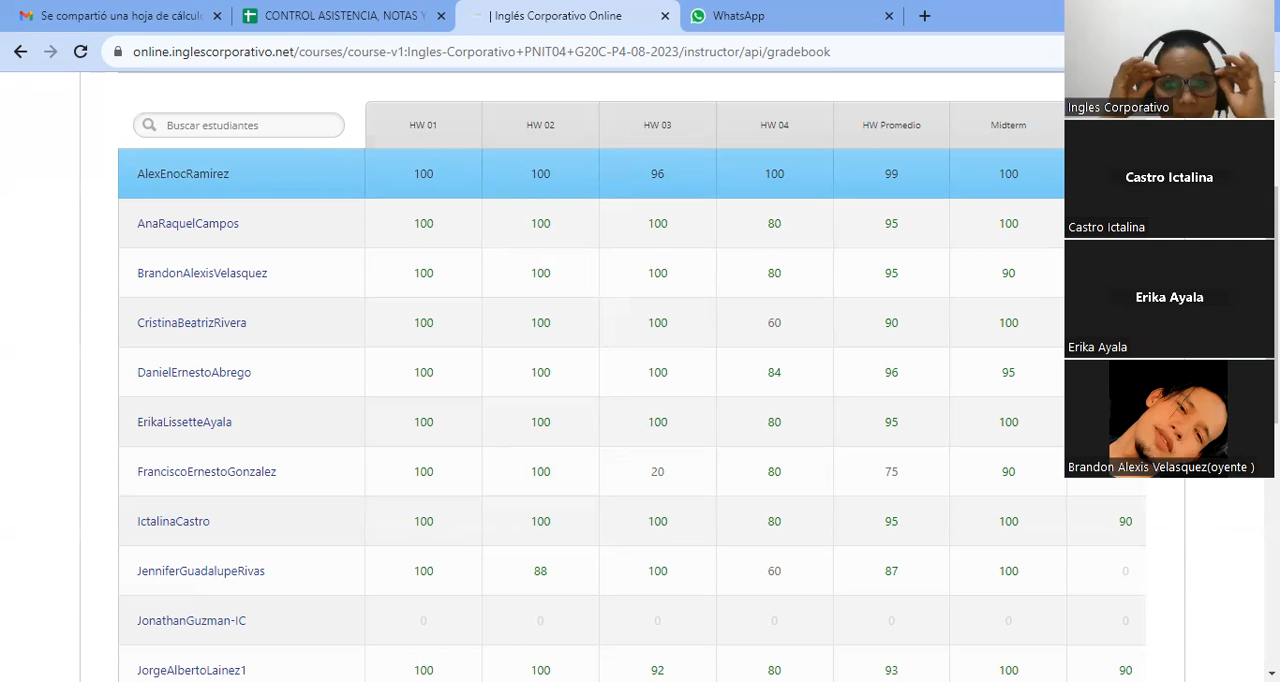 Se compartió una hoja de cálcul
CONTROL ASISTENCIA, NOTAS Y
| Inglés Corporativo Online
WhatsApp
online.inglescorporativo.net/courses/course-v1:Ingles-Corporativo+PNIT04+G20C-P4-08-2023/instructor/api/gradebook
Buscar estudiantes HW 01 HW 02 HW 03 HW 04 HW Promedio Midterm
AlexEnocRamirez 100 100 96 100 99 100
AnaRaquelCampos 100 100 100 80 95 100
BrandonAlexisVelasquez 100 100 100 80 95 90
CristinaBeatrizRivera 100 100 100 60 90 100
DanielErnestoAbrego 100 100 100 84 96 95
ErikaLissetteAyala 100 100 100 80 95 100
FranciscoErnestoGonzalez 100 100 20 80 75 90
IctalinaCastro 100 100 100 80 95 100 90
JenniferGuadalupeRivas 100 88 100 60 87 100 0
JonathanGuzman-IC 0 0 0 0 0 0 0
JorgeAlbertoLainez1 100 100 92 80 93 100 90
Ingles Corporativo
Castro Ictalina
Castro Ictalina
Erika Ayala
Erika Ayala
Brandon Alexis Velasquez(oyente )